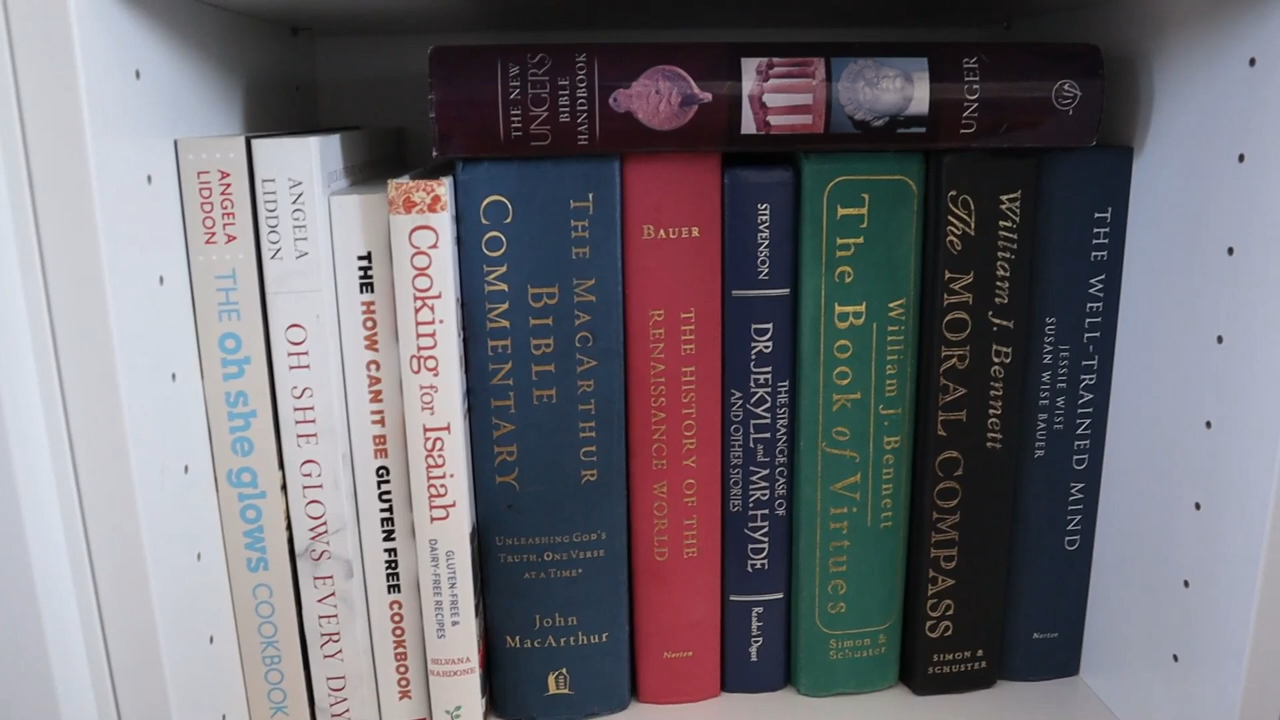 THE NEW
UNGER'S
BIBLE
HANDBOOK
UNGER
ANGELA
LIDDON
THE oh she glows COOKBOOK
ANGELA
LIDDON
OH SHE GLOWS EVERY DAY
THE HOW CAN IT BE GLUTEN FREE COOKBOOK
Cooking for Isaiah
GLUTEN-FREE &
DAIRY-FREE RECIPES
SILVANA
NARDONE
THE MACARTHUR
BIBLE
COMMENTARY
UNLEASHING GOD'S
TRUTH, ONE VERSE
AT A TIME®
John
MacArthur
BAUER
THE HISTORY OF THE
RENAISSANCE WORLD
Norton
STEVENSON
THE STRANGE CASE OF
DR. JEKYLL and MR. HYDE
AND OTHER STORIES
Reader's Digest
William J. Bennett
The Book of Virtues
Simon &
Schuster
William J. Bennett
The MORAL COMPASS
SIMON &
SCHUSTER
THE WELL-TRAINED MIND
JESSIE WISE
SUSAN WISE BAUER
Norton